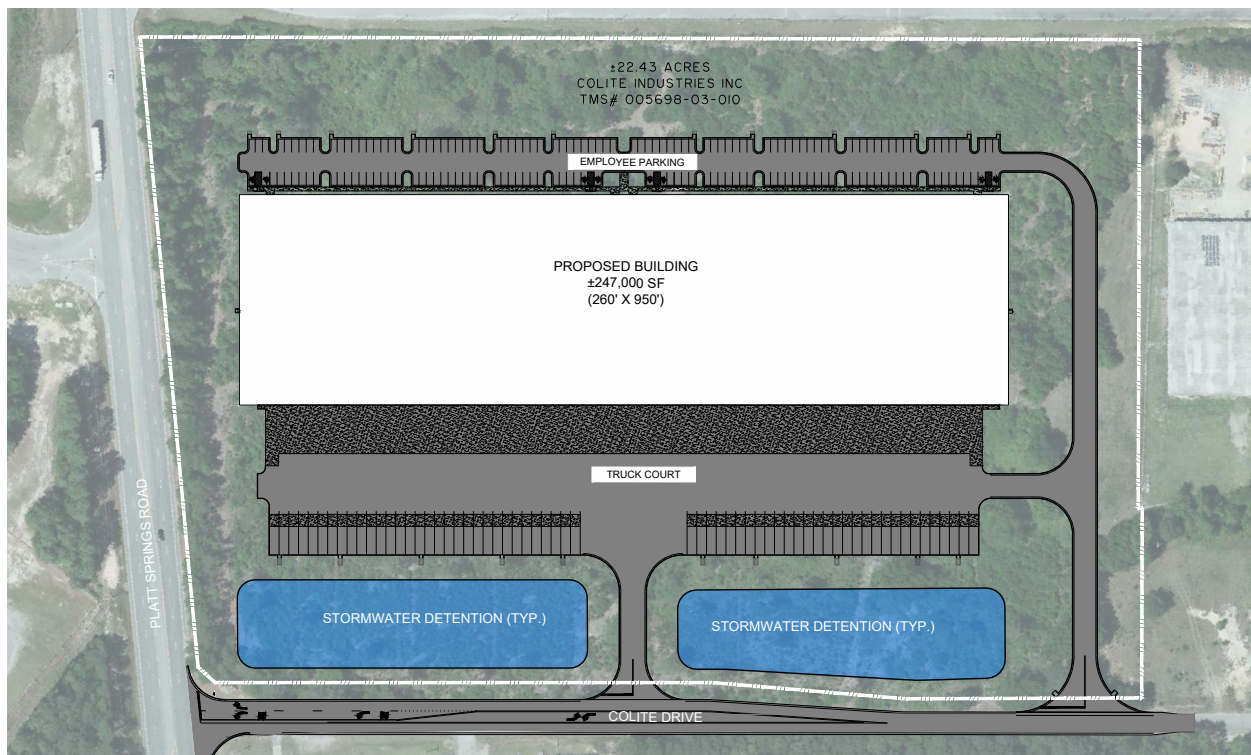 ±22.43 ACRES
COLITE INDUSTRIES INC
TMS# 005698-03-010
EMPLOYEE PARKING
PROPOSED BUILDING
±247,000 SF
(260' X 950')
TRUCK COURT
PLATT SPRINGS ROAD
STORMWATER DETENTION (TYP.)
STORMWATER DETENTION (TYP.)
COLITE DRIVE